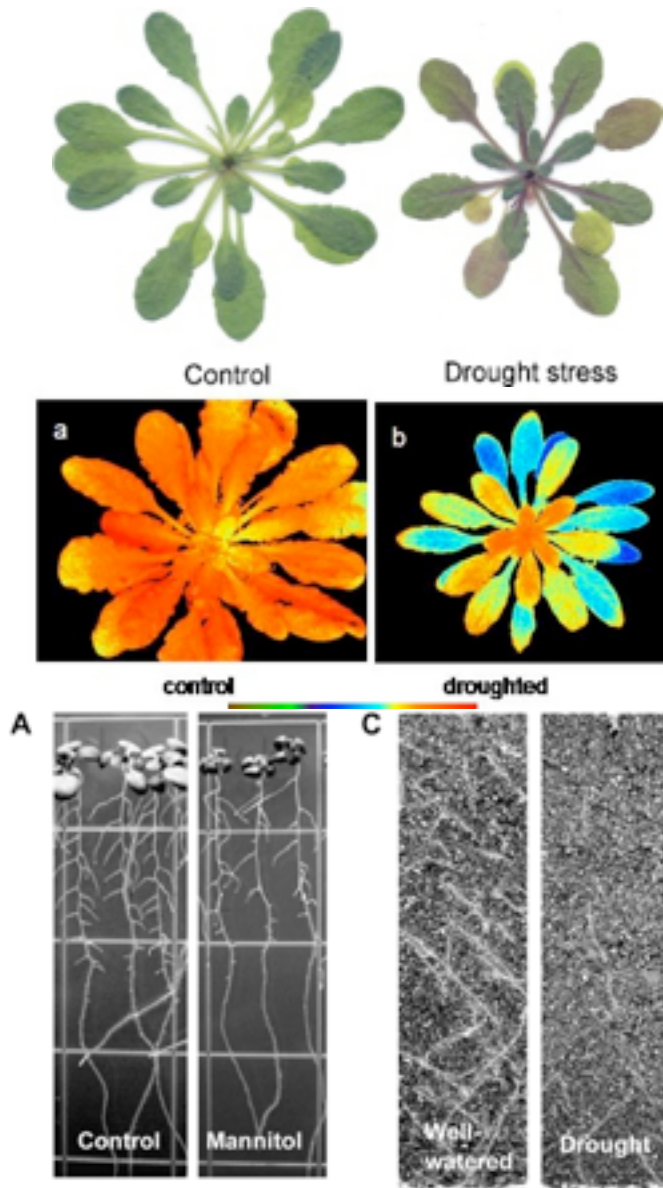 Control Drought stress
a b
control droughted
A C
Control Mannitol Well-
watered Drought